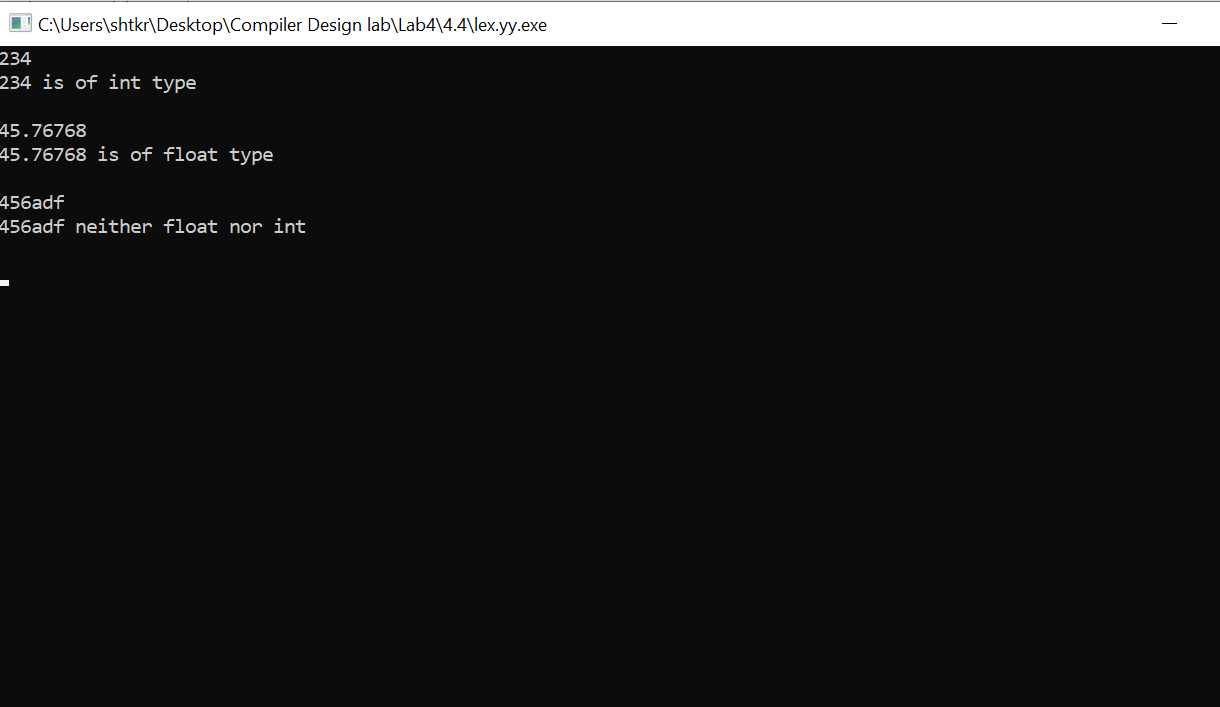 C:\Users\shtkr\Desktop\Compiler Design lab\Lab4\4.4\lex.yy.exe
234
234 is of int type
45.76768
45.76768 is of float type
456adf
456adf neither float nor int